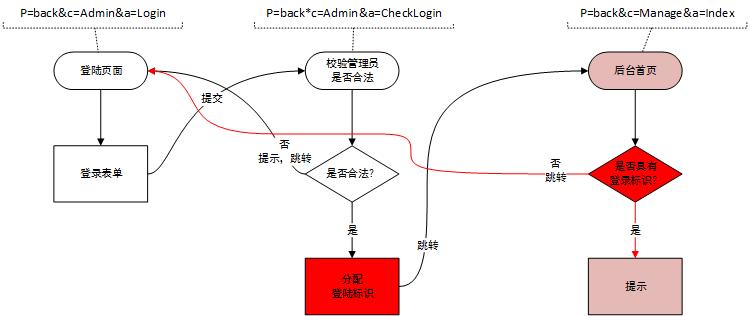 P=back&c=Admin&a=Login
P=back*c=Admin&a=CheckLogin
P=back&c=Manage&a=Index
登陆页面
校验管理员
是否合法
后台首页
提交
否
提示，跳转
登录表单
是否合法？
否
跳转
是否具有
登录标识？
是
跳转
是
分配
登陆标识
提示